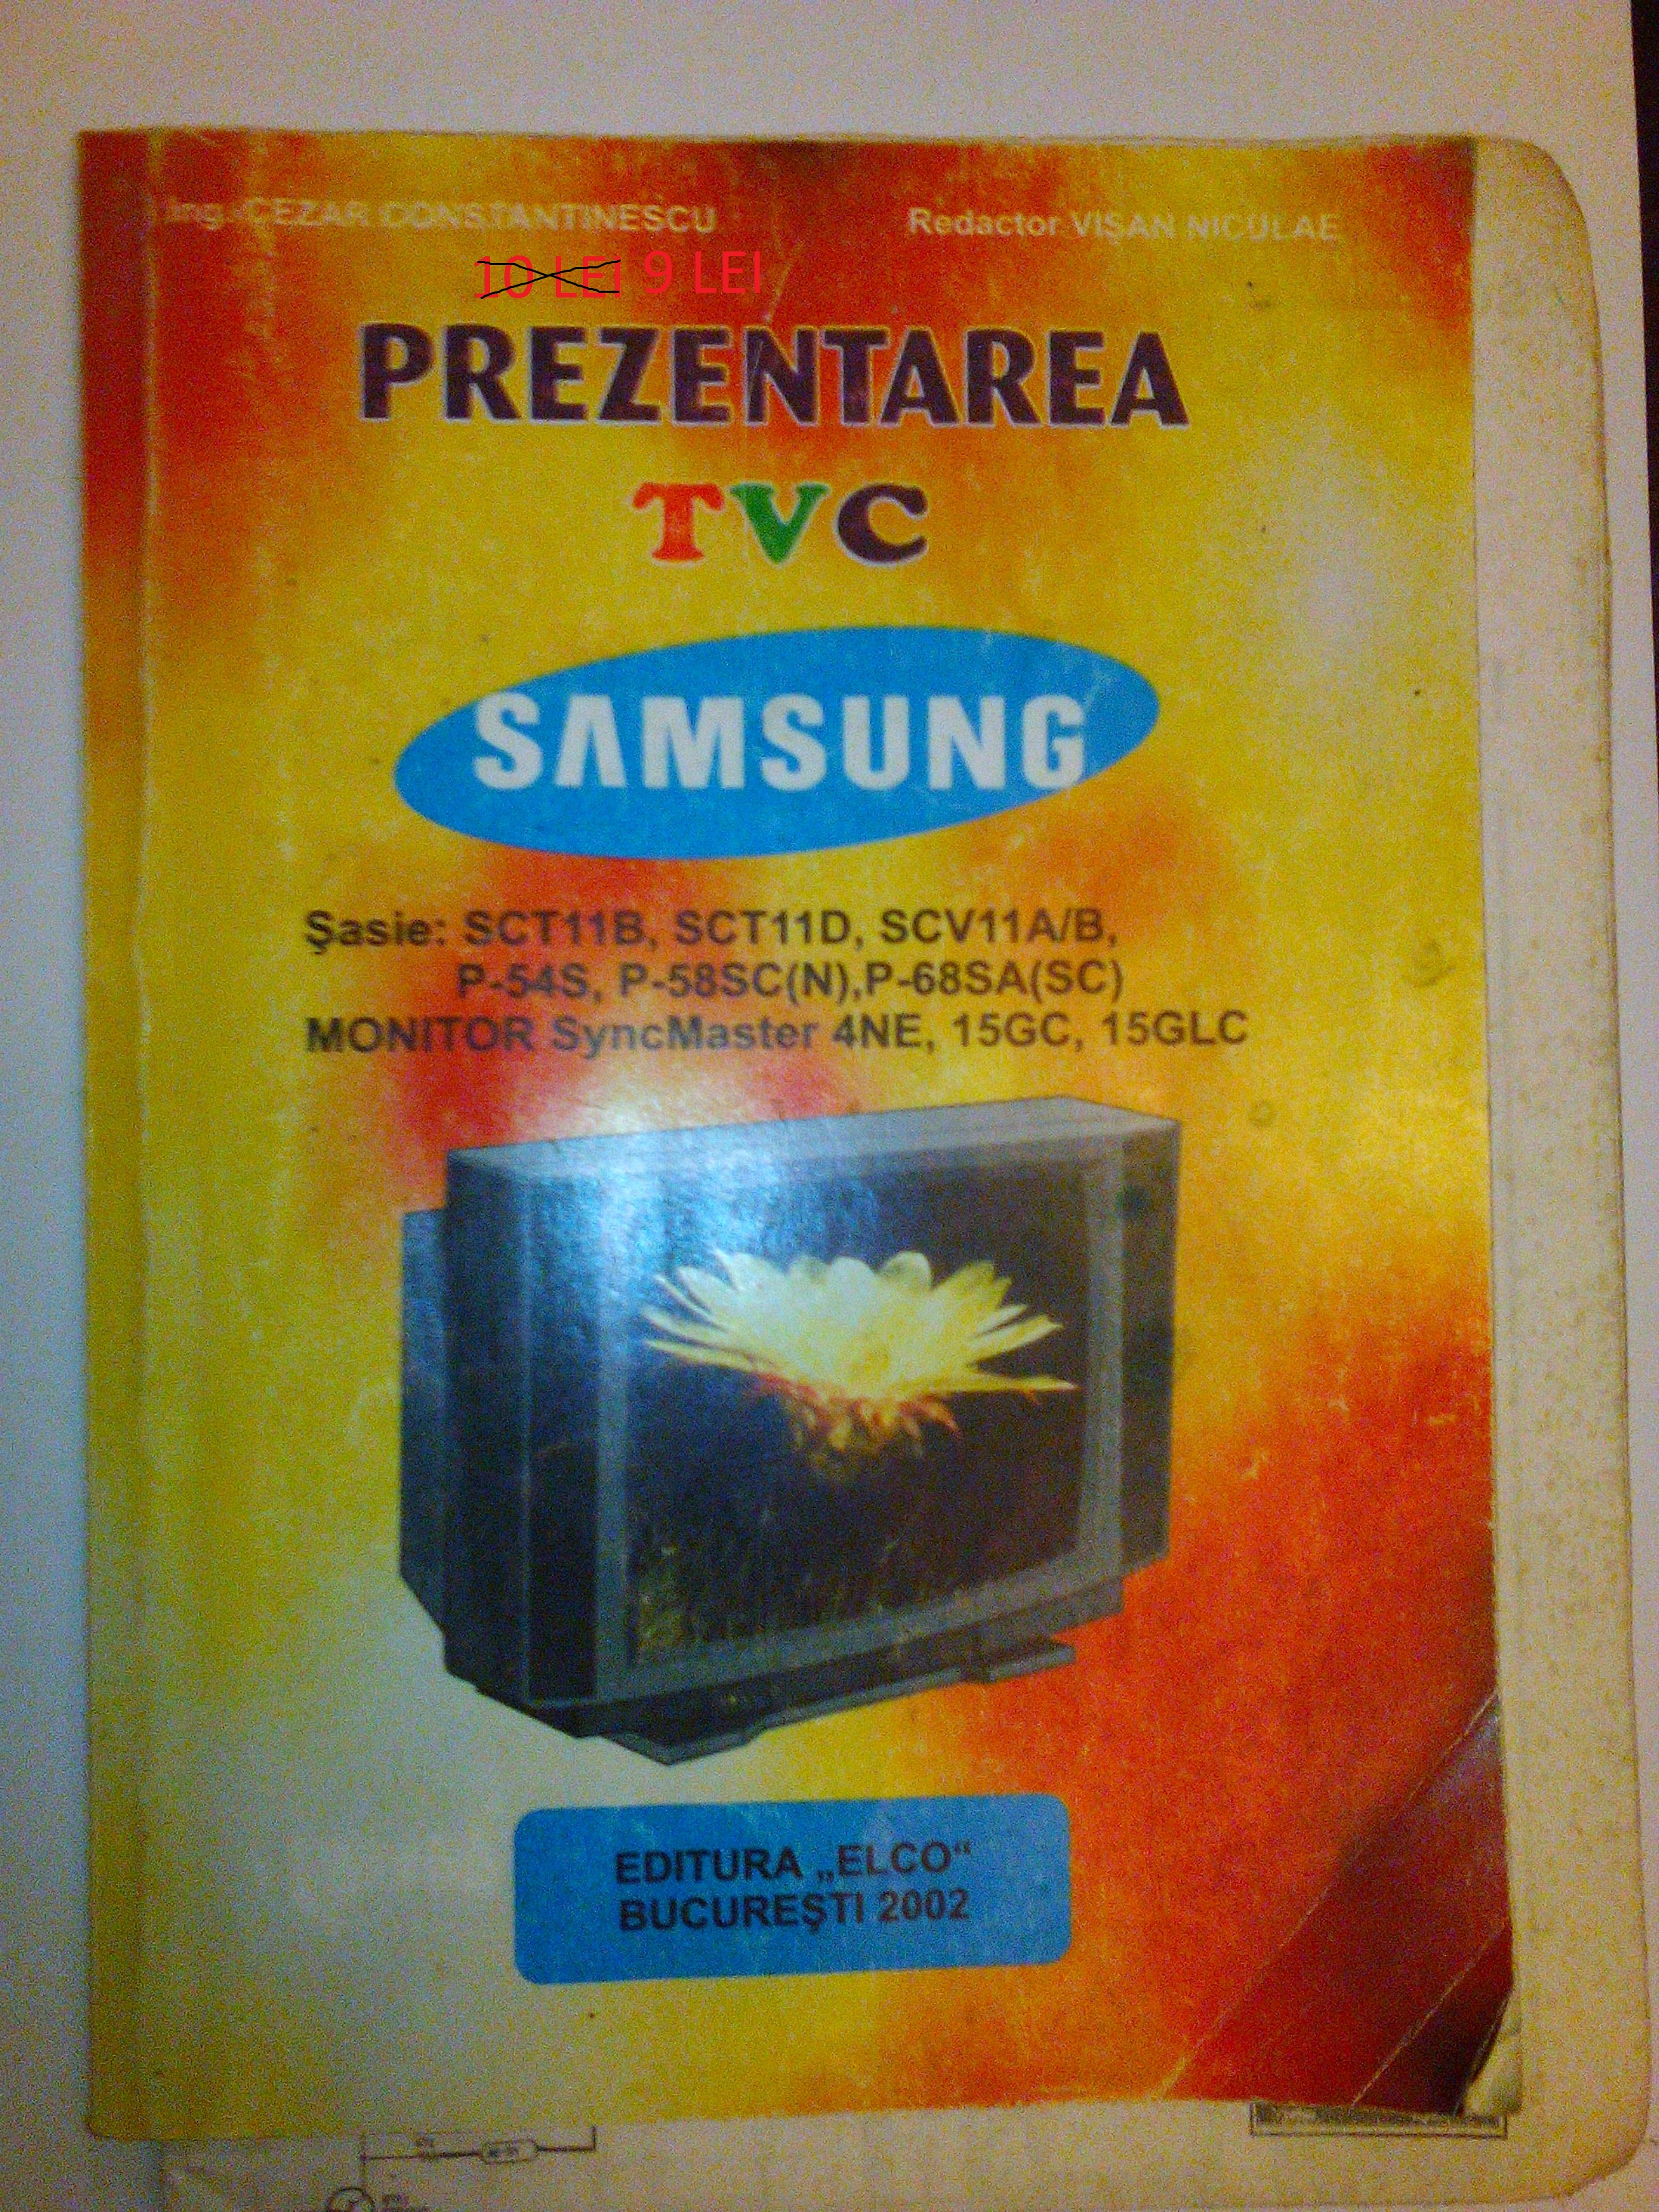 Ing. CEZAR CONSTANTINESCU
Redactor VIŞAN NICULAE
10 LEI 9 LEI
PREZENTAREA
TVC
SAMSUNG
Şasie: SCT11B, SCT11D, SCV11A/B,
P-54S, P-58SC(N),P-68SA(SC)
MONITOR SyncMaster 4NE, 15GC, 15GLC
EDITURA „ELCO“
BUCUREŞTI 2002